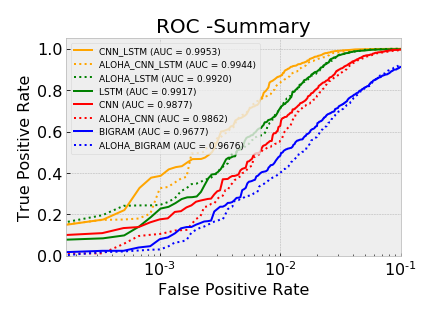 ROC -Summary
True Positive Rate
1.0
0.8
0.6
0.4
0.2
0.0
CNN_LSTM (AUC = 0.9953)
ALOHA_CNN_LSTM (AUC = 0.9944)
ALOHA_LSTM (AUC = 0.9920)
LSTM (AUC = 0.9917)
CNN (AUC = 0.9877)
ALOHA_CNN (AUC = 0.9862)
BIGRAM (AUC = 0.9677)
ALOHA_BIGRAM (AUC = 0.9676)
10⁻³ 10⁻² 10⁻¹
False Positive Rate